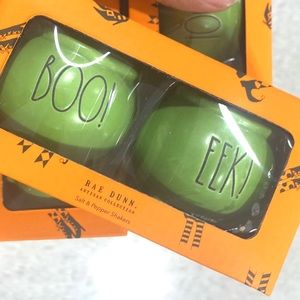 BOO!
EEK!
RAE DUNN
ARTISAN COLLECTION
Salt & Pepper Shakers